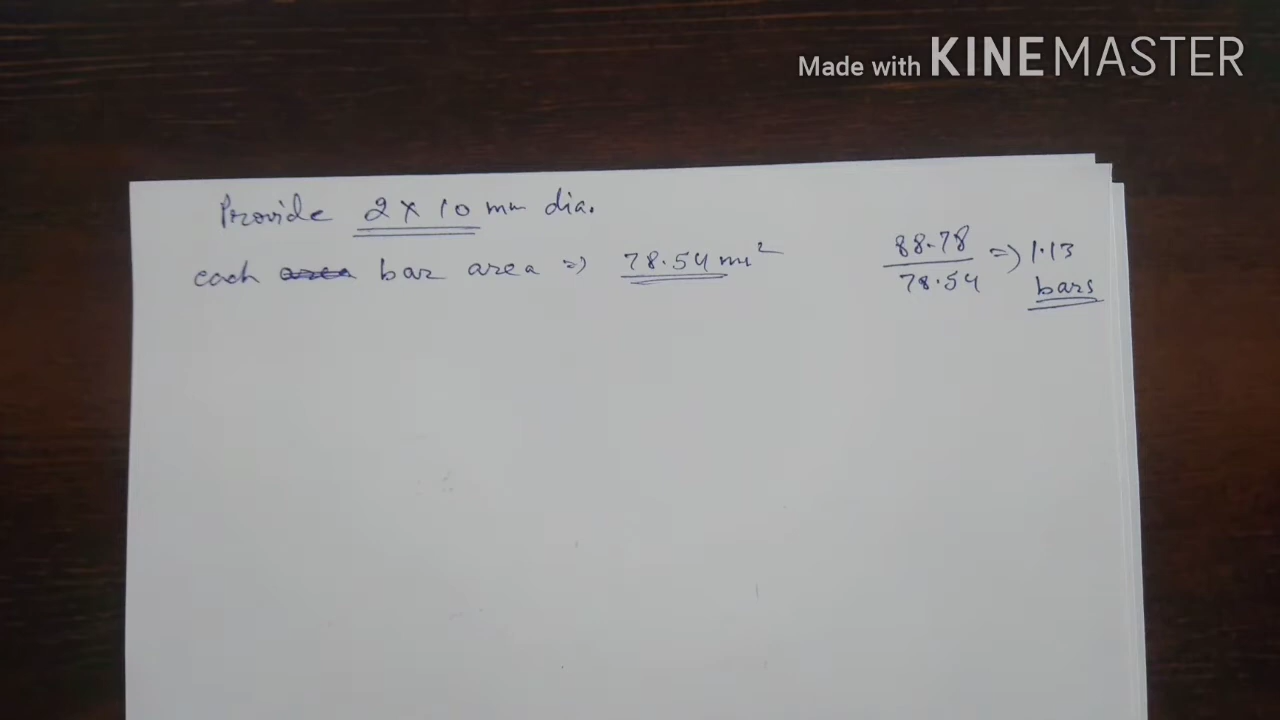 Made with KINEMASTER
Provide 2 x 10 mm dia.
each area bar area => 78.54 mm²
88.78
78.54
=> 1.13
bars